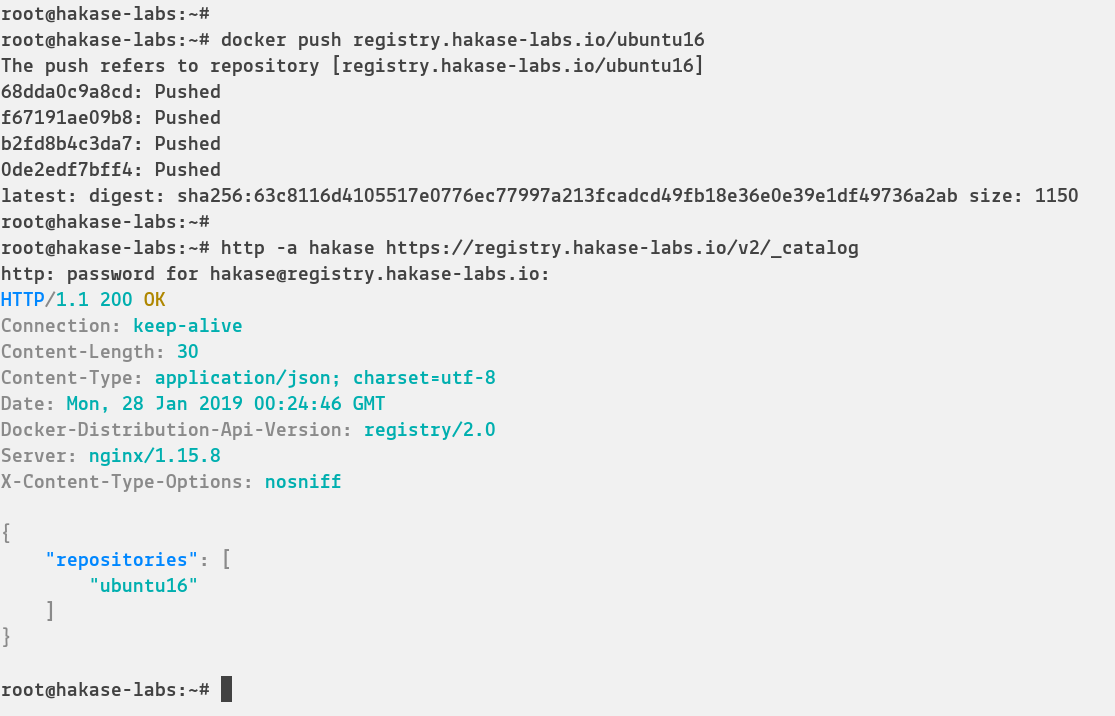 root@hakase-labs:~#
root@hakase-labs:~# docker push registry.hakase-labs.io/ubuntu16
The push refers to repository [registry.hakase-labs.io/ubuntu16]
68dda0c9a8cd: Pushed
f67191ae09b8: Pushed
b2fd8b4c3da7: Pushed
0de2edf7bff4: Pushed
latest: digest: sha256:63c8116d4105517e0776ec77997a213fcadcd49fb18e36e0e39e1df49736a2ab size: 1150
root@hakase-labs:~#
root@hakase-labs:~# http -a hakase https://registry.hakase-labs.io/v2/_catalog
http: password for hakase@registry.hakase-labs.io:
HTTP/1.1 200 OK
Connection: keep-alive
Content-Length: 30
Content-Type: application/json; charset=utf-8
Date: Mon, 28 Jan 2019 00:24:46 GMT
Docker-Distribution-Api-Version: registry/2.0
Server: nginx/1.15.8
X-Content-Type-Options: nosniff

{
    "repositories": [
        "ubuntu16"
    ]
}

root@hakase-labs:~#